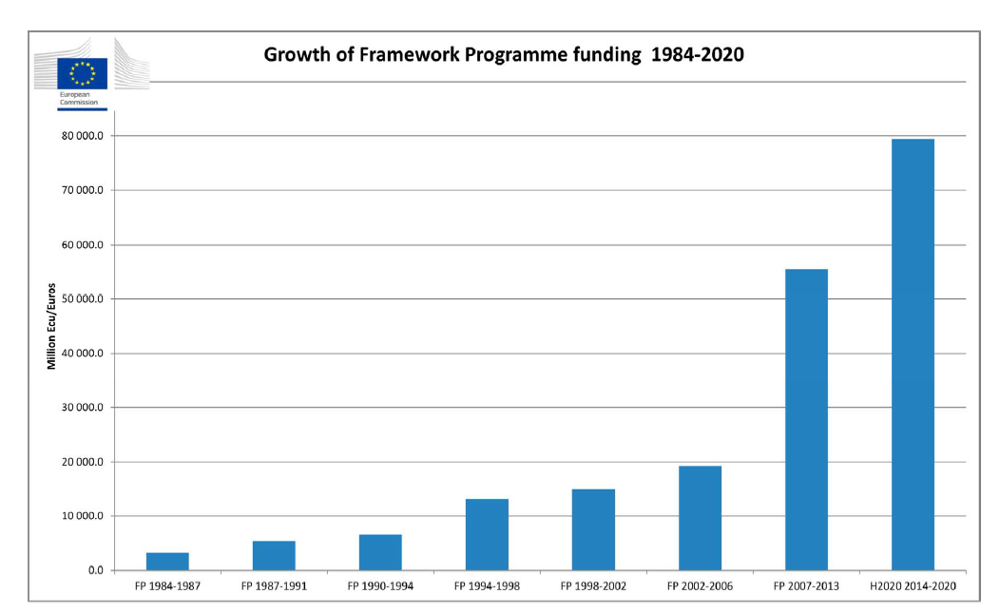 Growth of Framework Programme funding 1984-2020
European
Commission
80 000.0
70 000.0
60 000.0
50 000.0
40 000.0
30 000.0
20 000.0
10 000.0
0.0
Million Ecu/Euros
FP 1984-1987
FP 1987-1991
FP 1990-1994
FP 1994-1998
FP 1998-2002
FP 2002-2006
FP 2007-2013
H2020 2014-2020